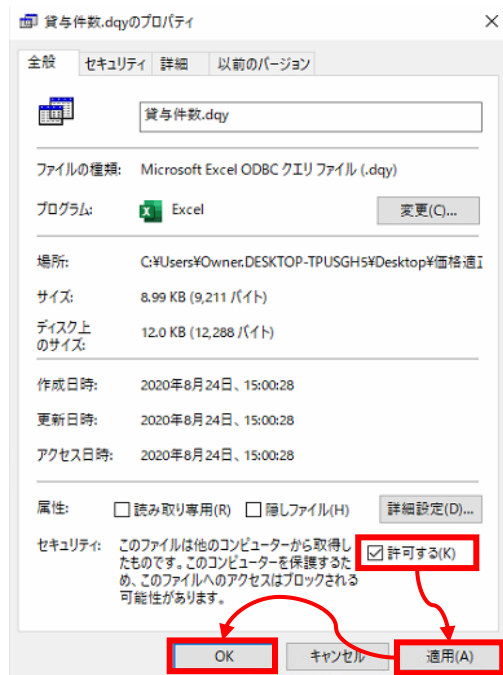 貸与件数.dqyのプロパティ
全般 セキュリティ 詳細 以前のバージョン
貸与件数.dqy
ファイルの種類: Microsoft Excel ODBC クエリ ファイル (.dqy)
プログラム: Excel 変更(C)...
場所: C:¥Users¥Owner.DESKTOP-TPUSGH5¥Desktop¥価格適正
サイズ: 8.99 KB (9,211 バイト)
ディスク上
のサイズ: 12.0 KB (12,288 バイト)
作成日時: 2020年8月24日、15:00:28
更新日時: 2020年8月24日、15:00:28
アクセス日時: 2020年8月24日、15:00:28
属性: 読み取り専用(R) 隠しファイル(H) 詳細設定(D)...
セキュリティ: このファイルは他のコンピューターから取得し 許可する(K)
たものです。このコンピューターを保護するた
め、このファイルへのアクセスはブロックされる
可能性があります。
OK キャンセル 適用(A)